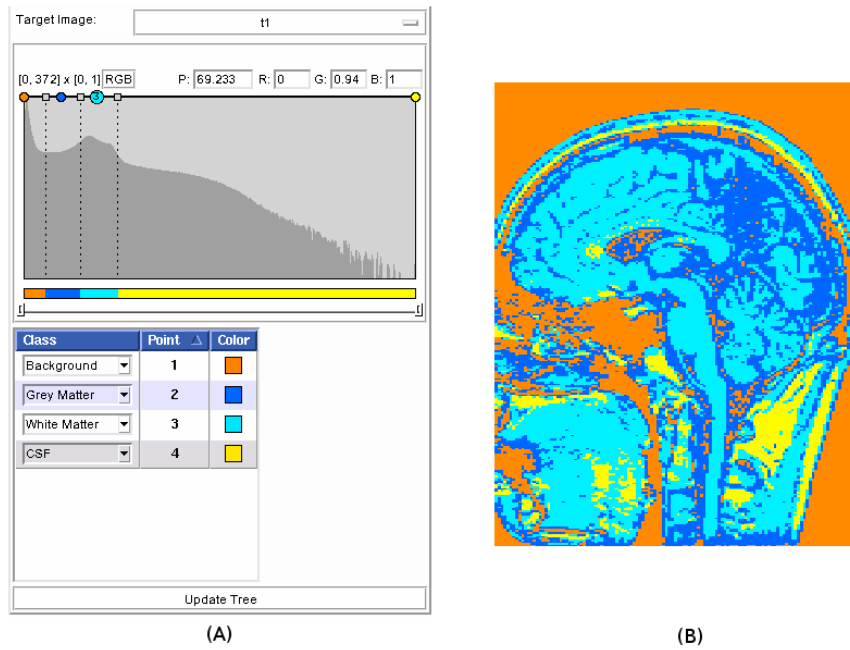 Target Image: t1
[0, 372] x [0, 1] RGB P: 69.233 R: 0 G: 0.94 B: 1
3
Class Point Color
Background 1
Grey Matter 2
White Matter 3
CSF 4
Update Tree
(A) (B)